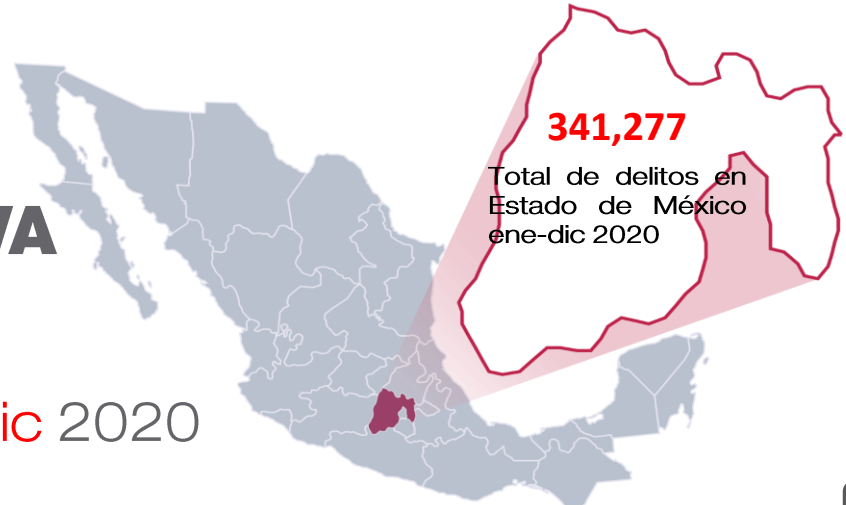 341,277
Total de delitos en
Estado de México
ene-dic 2020
VA
ic 2020